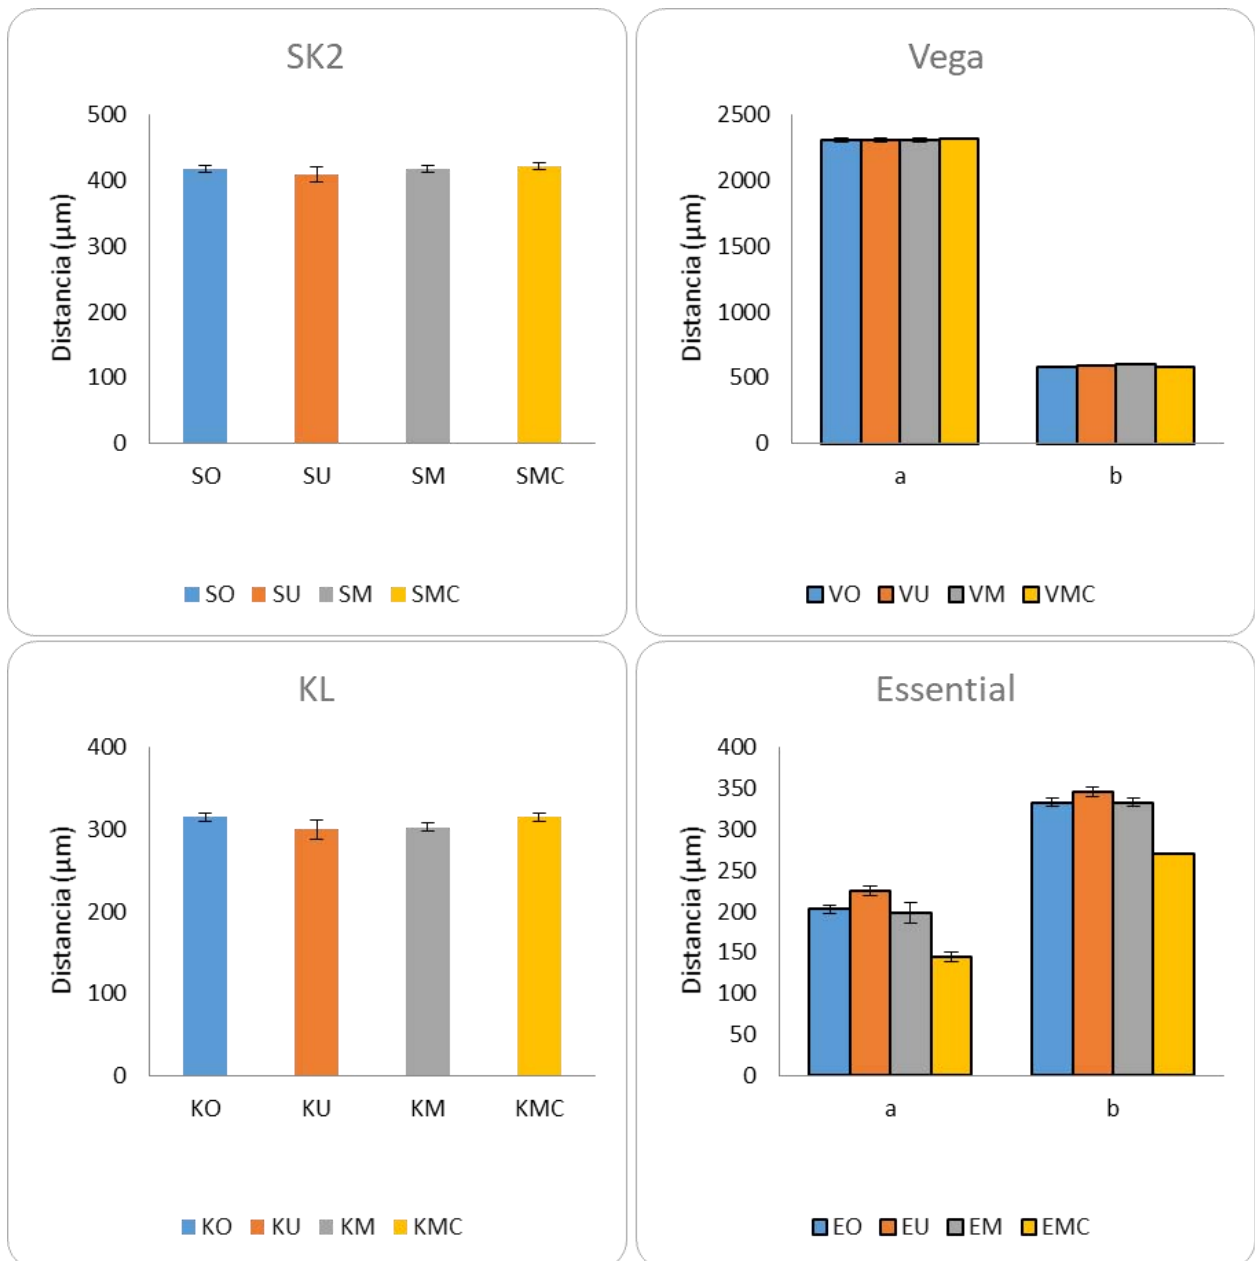 SK2
500
400
300
200
100
0
Distancia (µm)
SO SU SM SMC
SO SU SM SMC
Vega
2500
2000
1500
1000
500
0
Distancia (µm)
a b
VO VU VM VMC
KL
400
300
200
100
0
Distancia (µm)
KO KU KM KMC
KO KU KM KMC
Essential
400
350
300
250
200
150
100
50
0
Distancia (µm)
a b
EO EU EM EMC